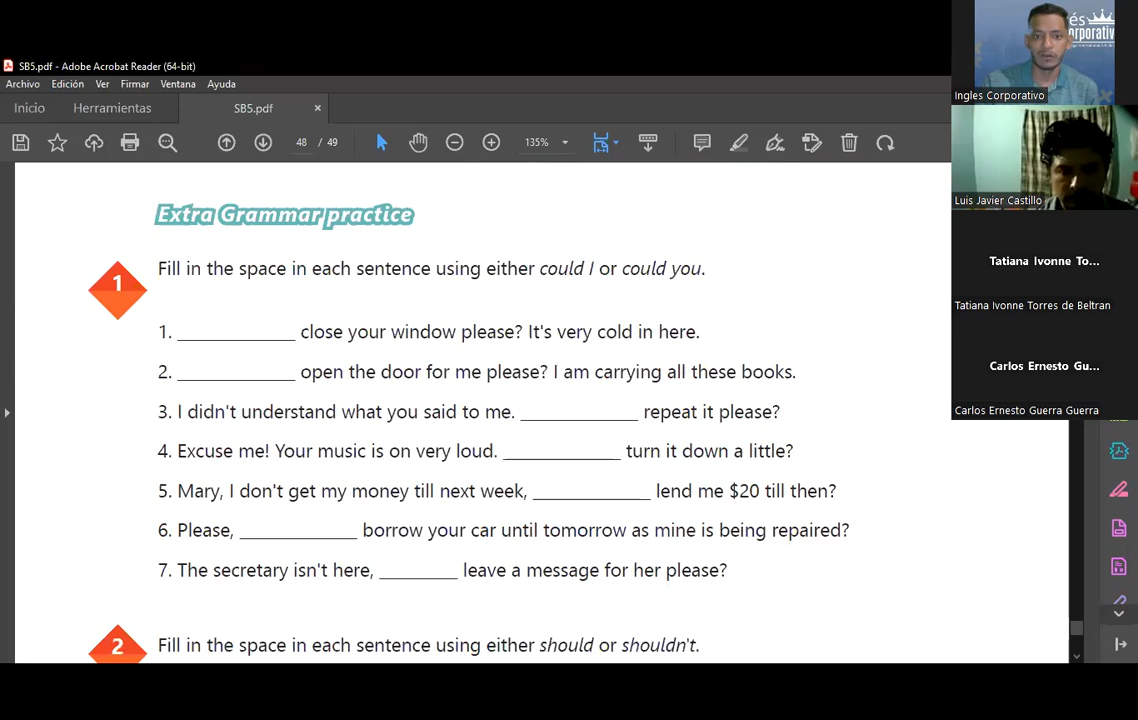 SB5.pdf - Adobe Acrobat Reader (64-bit)
Archivo Edición Ver Firmar Ventana Ayuda
Inicio Herramientas SB5.pdf ×
48 / 49 135%
Extra Grammar practice
1 Fill in the space in each sentence using either could I or could you.
1. _____________ close your window please? It's very cold in here.
2. _____________ open the door for me please? I am carrying all these books.
3. I didn't understand what you said to me. _____________ repeat it please?
4. Excuse me! Your music is on very loud. _____________ turn it down a little?
5. Mary, I don't get my money till next week, _____________ lend me $20 till then?
6. Please, _____________ borrow your car until tomorrow as mine is being repaired?
7. The secretary isn't here, _________ leave a message for her please?
2 Fill in the space in each sentence using either should or shouldn't.
és
orporativ
Ingles Corporativo
Luis Javier Castillo
Tatiana Ivonne To...
Tatiana Ivonne Torres de Beltran
Carlos Ernesto Gu...
Carlos Ernesto Guerra Guerra